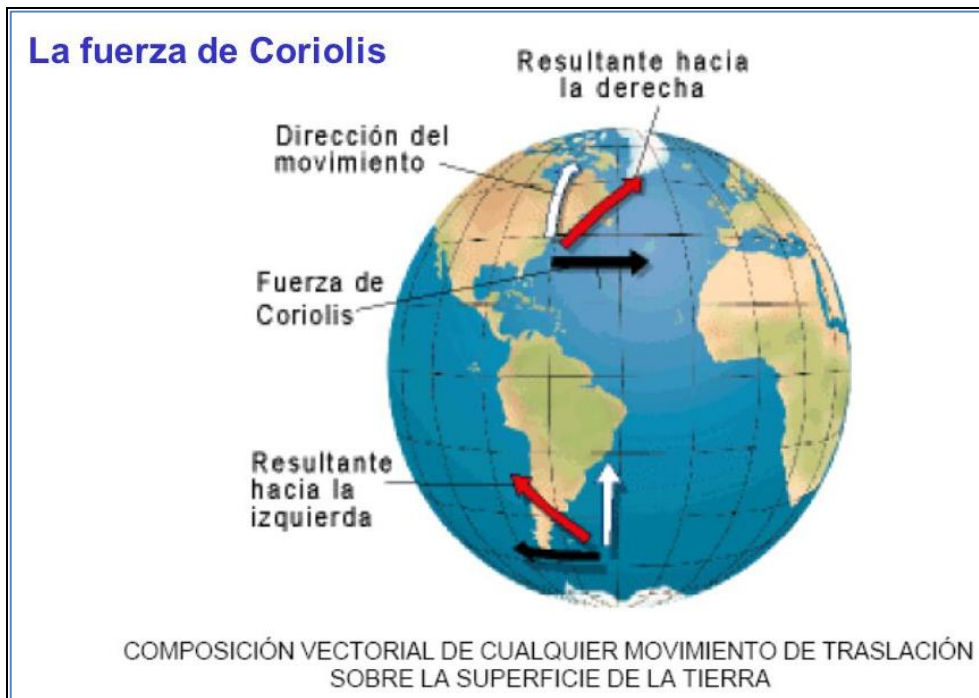 La fuerza de Coriolis
Resultante hacia
la derecha
Dirección del
movimiento
Fuerza de
Coriolis
Resultante
hacia la
izquierda
COMPOSICIÓN VECTORIAL DE CUALQUIER MOVIMIENTO DE TRASLACIÓN
SOBRE LA SUPERFICIE DE LA TIERRA